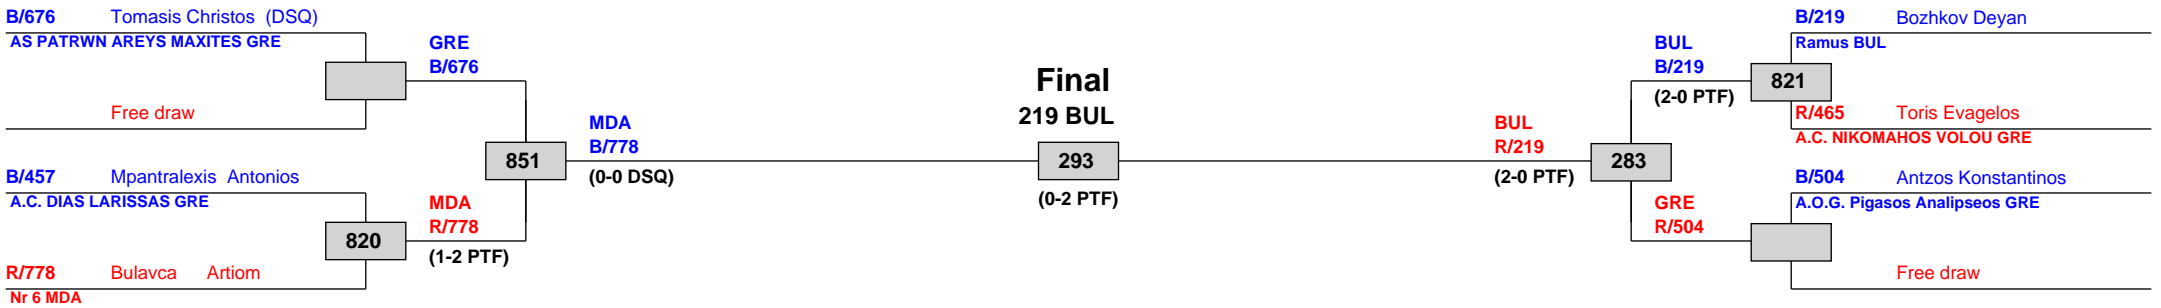 B/676 Tomasis Christos (DSQ)
AS PATRWN AREYS MAXITES GRE
GRE
B/676
Free draw
MDA
B/778
851
(0-0 DSQ)
B/457 Mpantralexis Antonios
A.C. DIAS LARISSAS GRE
MDA
R/778
820
(1-2 PTF)
R/778 Bulavca Artiom
Nr 6 MDA
Final
219 BUL
293
(0-2 PTF)
B/219 Bozhkov Deyan
Ramus BUL
BUL
B/219
821
(2-0 PTF)
R/465 Toris Evagelos
A.C. NIKOMAHOS VOLOU GRE
BUL
R/219
283
(2-0 PTF)
B/504 Antzos Konstantinos
A.O.G. Pigasos Analipseos GRE
GRE
R/504
Free draw